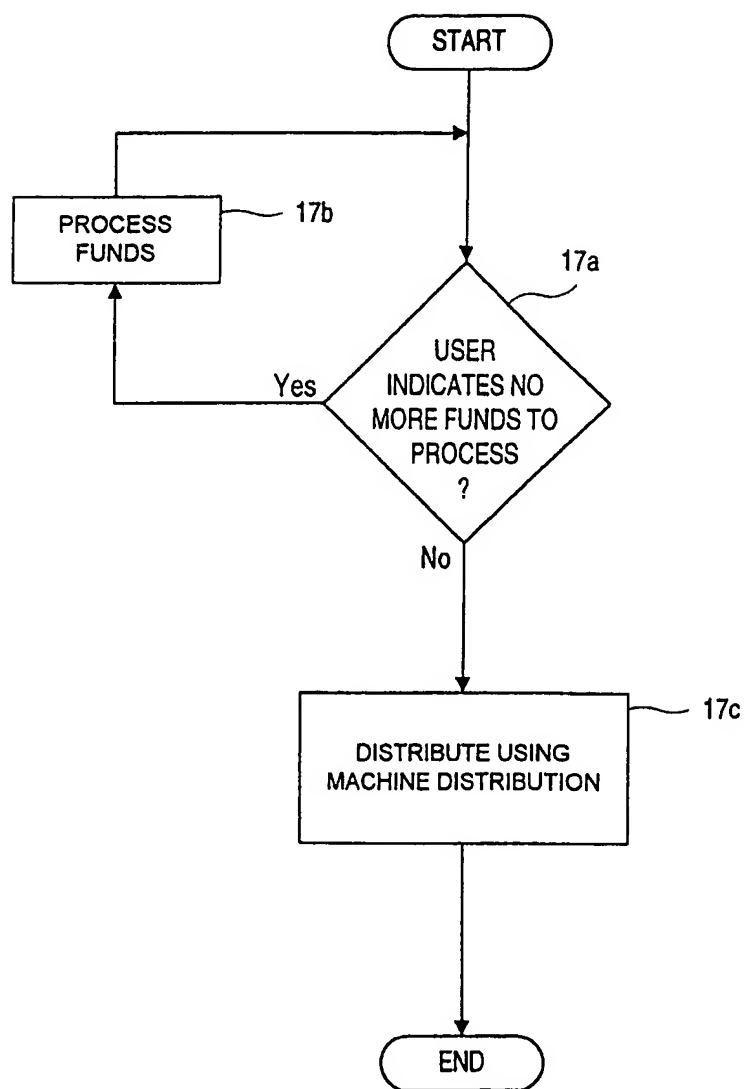 START
PROCESS
FUNDS
17b
17a
USER
INDICATES NO
MORE FUNDS TO
PROCESS
?
Yes
No
17c
DISTRIBUTE USING
MACHINE DISTRIBUTION
END